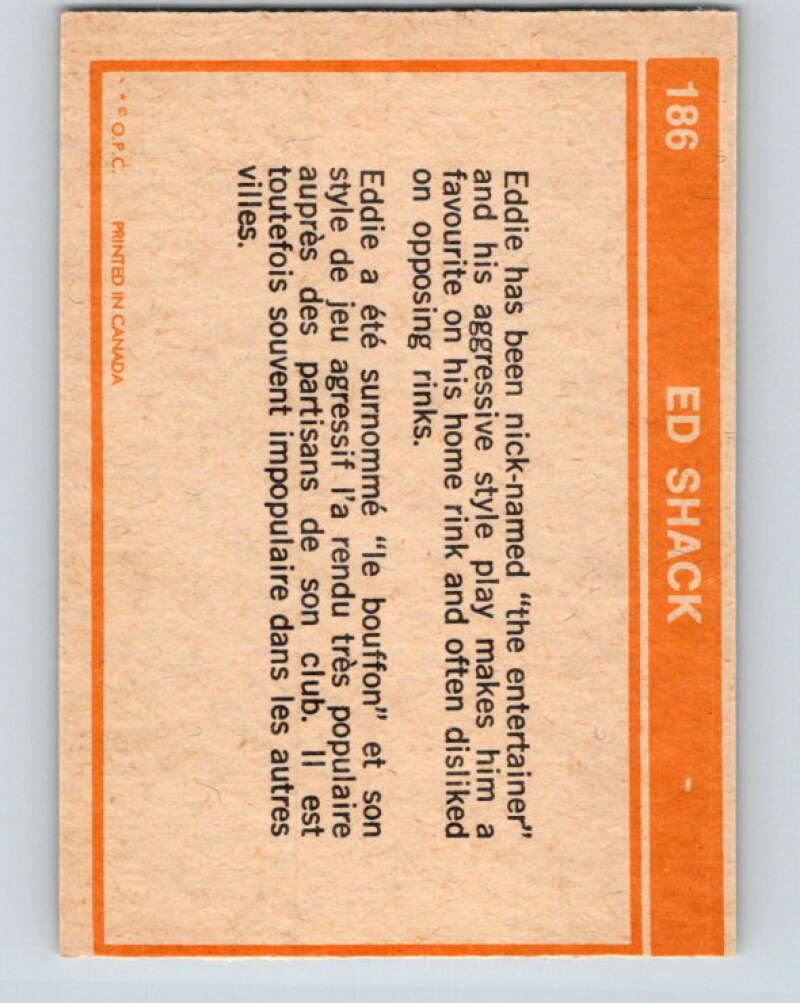 186 ED SHACK
Eddie has been nick-named "the entertainer"
and his aggressive style play makes him a
favourite on his home rink and often disliked
on opposing rinks.
Eddie a été surnommé "le bouffon" et son
style de jeu agressif l'a rendu très populaire
auprès des partisans de son club. Il est
toutefois souvent impopulaire dans les autres
villes.
* * © O.P.C. PRINTED IN CANADA